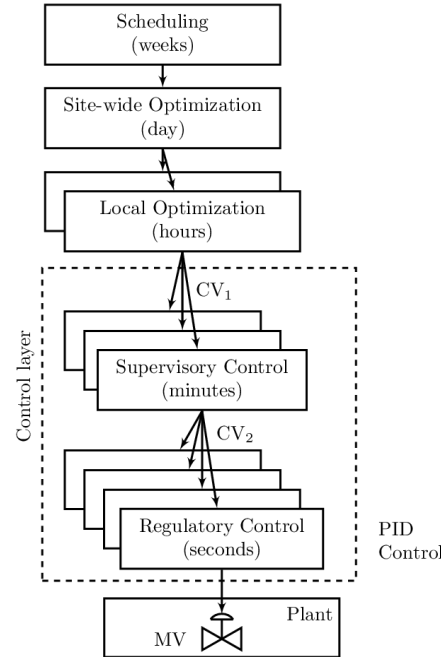 Scheduling
(weeks)
Site-wide Optimization
(day)
Local Optimization
(hours)
CV₁
Control layer
Supervisory Control
(minutes)
CV₂
Regulatory Control
(seconds)
PID
Control
Plant
MV